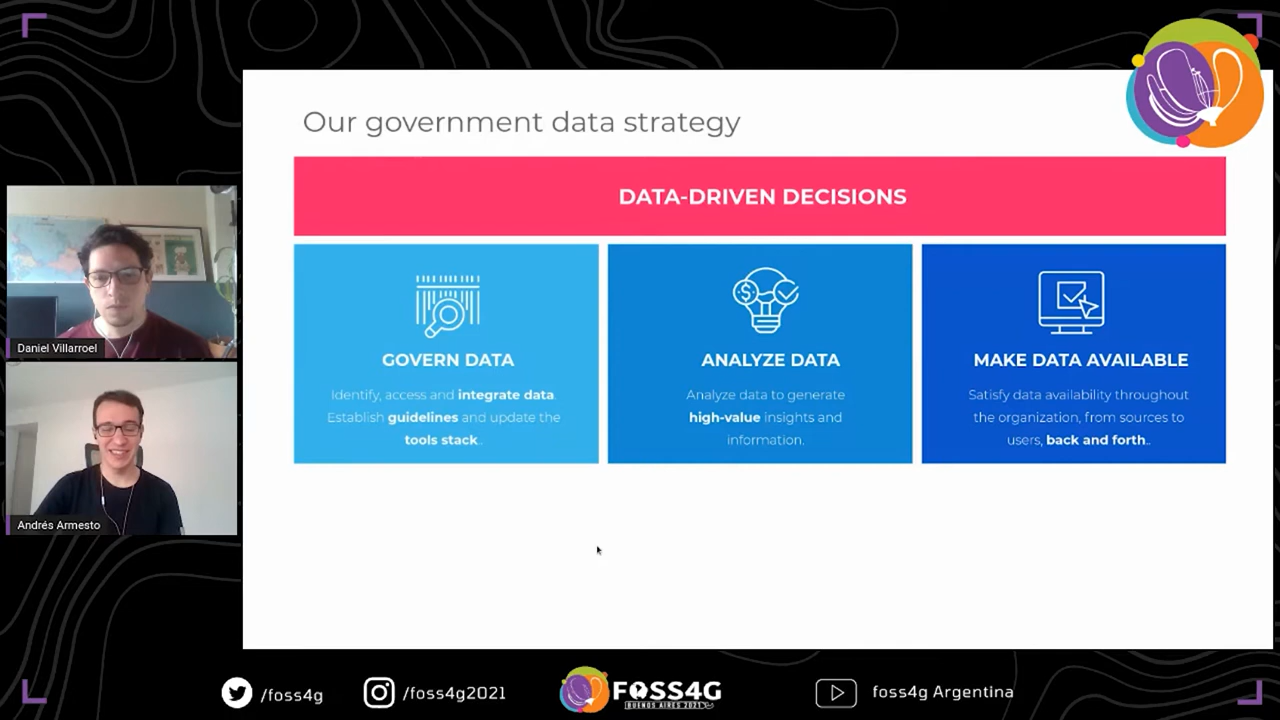 Our government data strategy
DATA-DRIVEN DECISIONS
GOVERN DATA
Identify, access and integrate data.
Establish guidelines and update the
tools stack..
ANALYZE DATA
Analyze data to generate
high-value insights and
information.
MAKE DATA AVAILABLE
Satisfy data availability throughout
the organization, from sources to
users, back and forth..
Daniel Villarroel
Andrés Armesto
/foss4g
/foss4g2021
FOSS4G
BUENOS AIRES 2021
foss4g Argentina